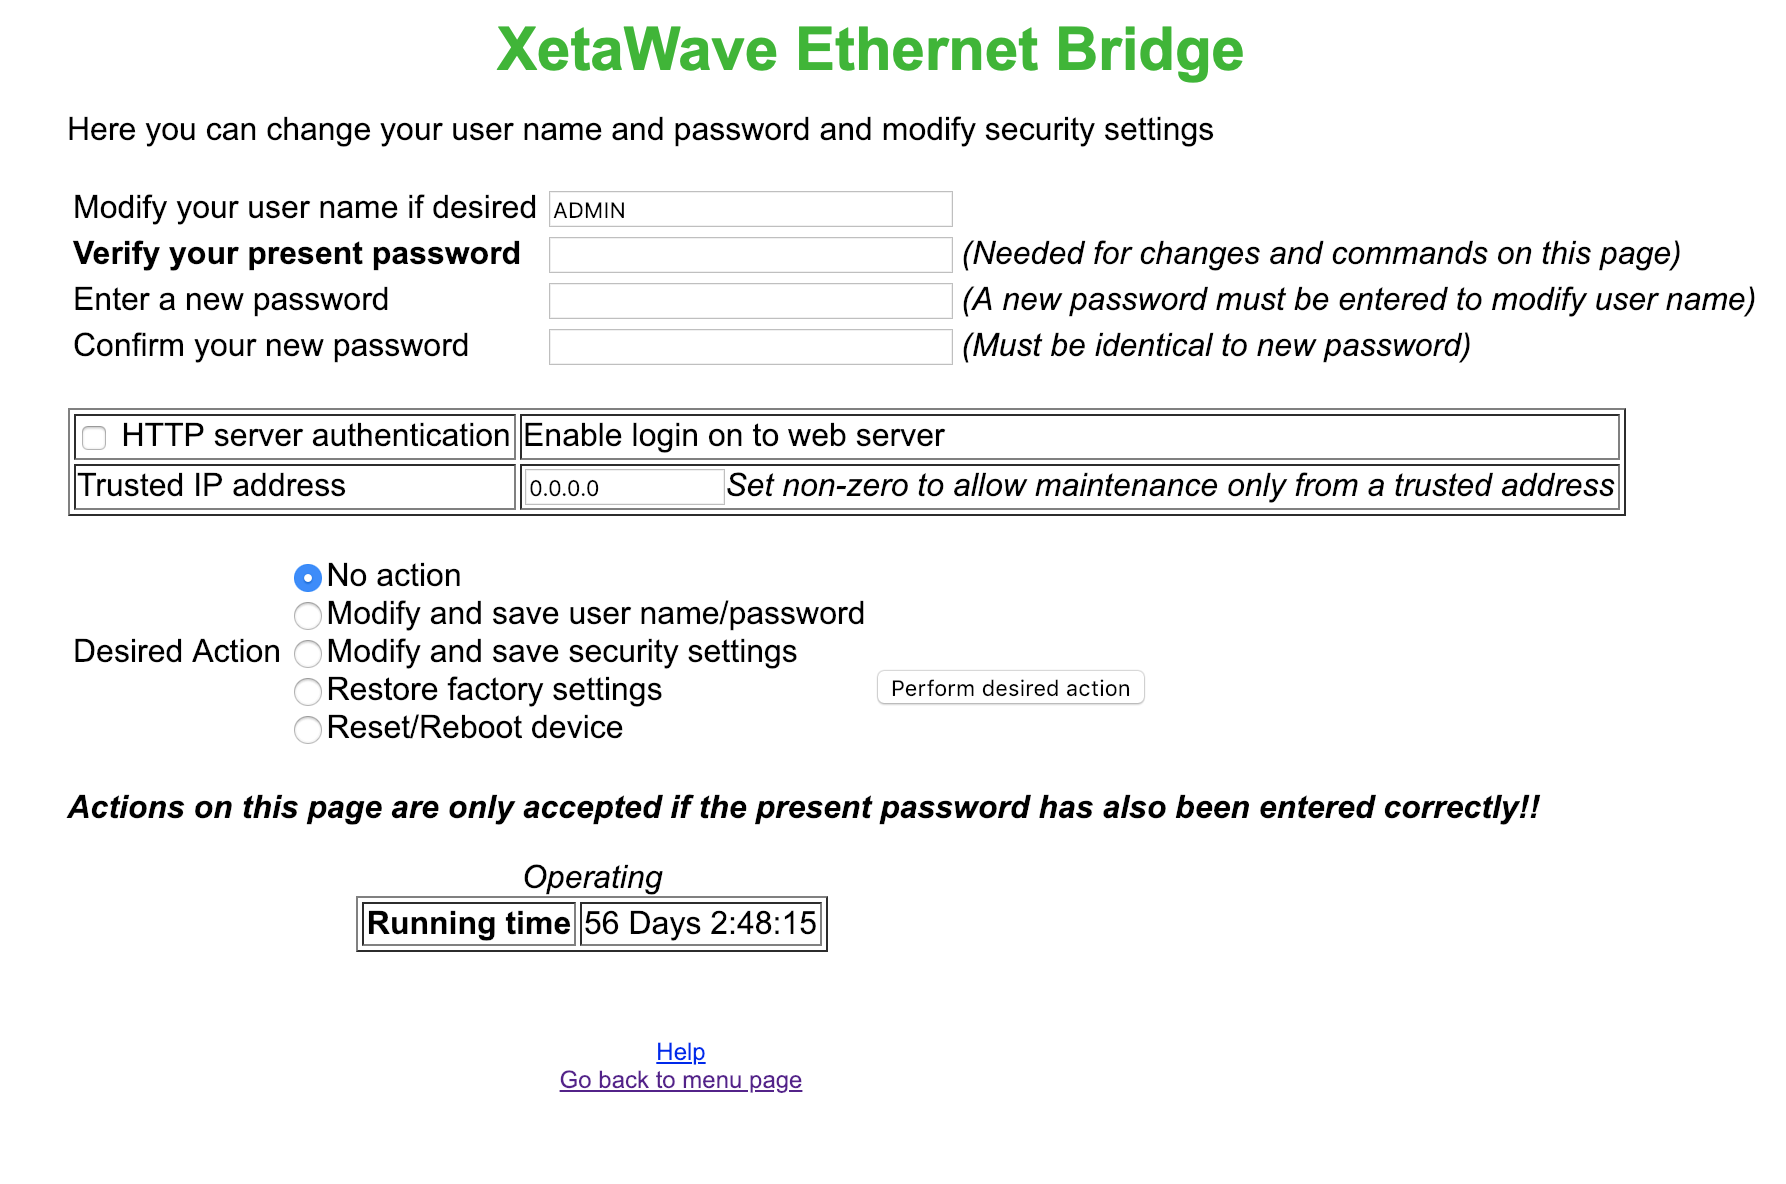 XetaWave Ethernet Bridge
Here you can change your user name and password and modify security settings
Modify your user name if desired ADMIN
Verify your present password (Needed for changes and commands on this page)
Enter a new password (A new password must be entered to modify user name)
Confirm your new password (Must be identical to new password)
HTTP server authentication Enable login on to web server
Trusted IP address 0.0.0.0 Set non-zero to allow maintenance only from a trusted address
No action
Modify and save user name/password
Desired Action Modify and save security settings
Restore factory settings Perform desired action
Reset/Reboot device
Actions on this page are only accepted if the present password has also been entered correctly!!
Operating
Running time 56 Days 2:48:15
Help
Go back to menu page